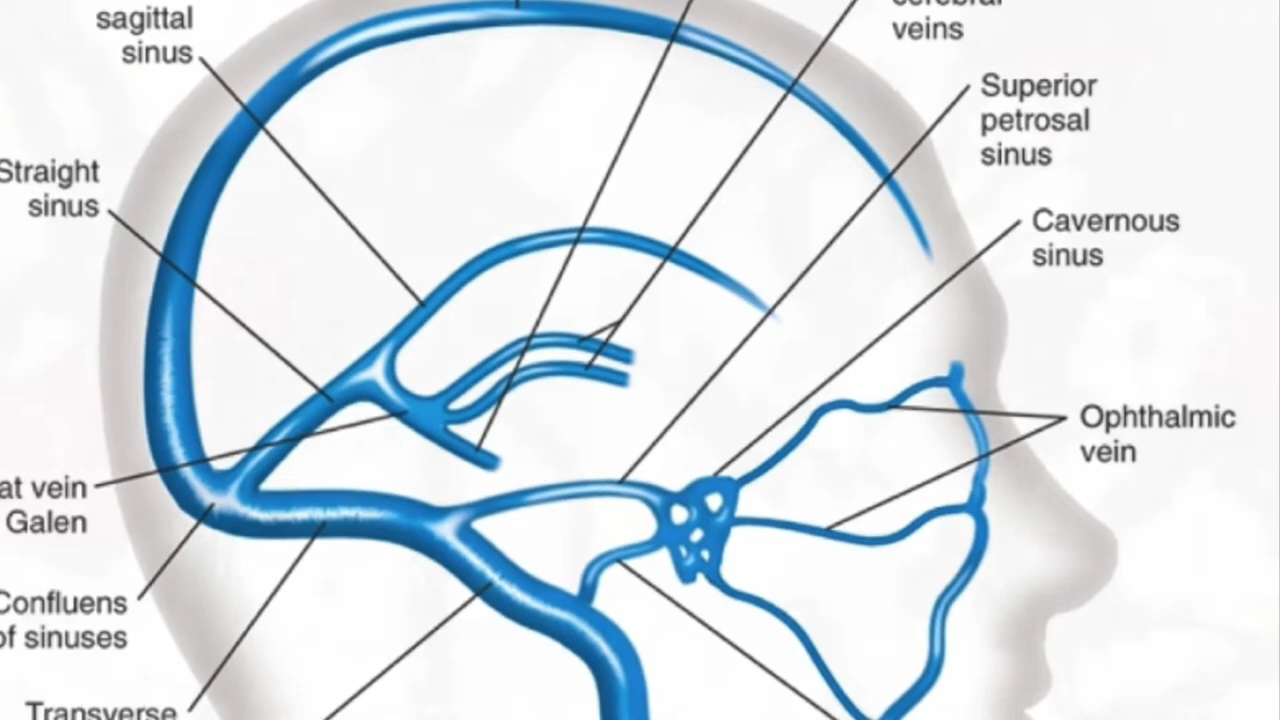 sagittal
sinus
Straight
sinus
at vein
Galen
Confluens
of sinuses
Transverse
cerebral
veins
Superior
petrosal
sinus
Cavernous
sinus
Ophthalmic
vein